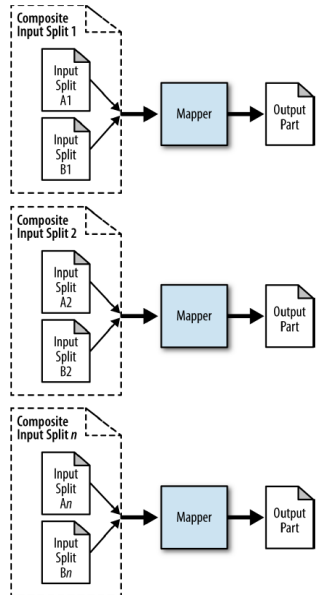 Composite
Input Split 1
Input
Split
A1
Input
Split
B1
Mapper
Output
Part
Composite
Input Split 2
Input
Split
A2
Input
Split
B2
Mapper
Output
Part
Composite
Input Split n
Input
Split
An
Input
Split
Bn
Mapper
Output
Part